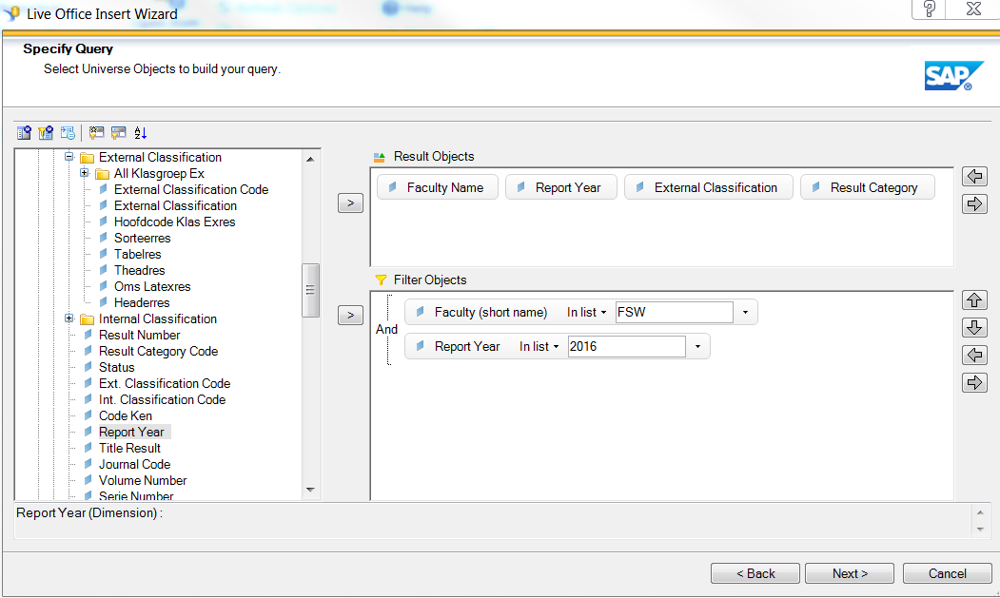 Live Office Insert Wizard
Specify Query
Select Universe Objects to build your query.
SAP
External Classification
All Klasgroep Ex
External Classification Code
External Classification
Hoofdcode Klas Exres
Sorteerres
Tabelres
Theadres
Oms Latexres
Headerres
Internal Classification
Result Number
Result Category Code
Status
Ext. Classification Code
Int. Classification Code
Code Ken
Report Year
Title Result
Journal Code
Volume Number
Serie Number
>
Result Objects
Faculty Name Report Year External Classification Result Category
>
Filter Objects
And
Faculty (short name) In list FSW
Report Year In list 2016
Report Year (Dimension) :
< Back Next > Cancel